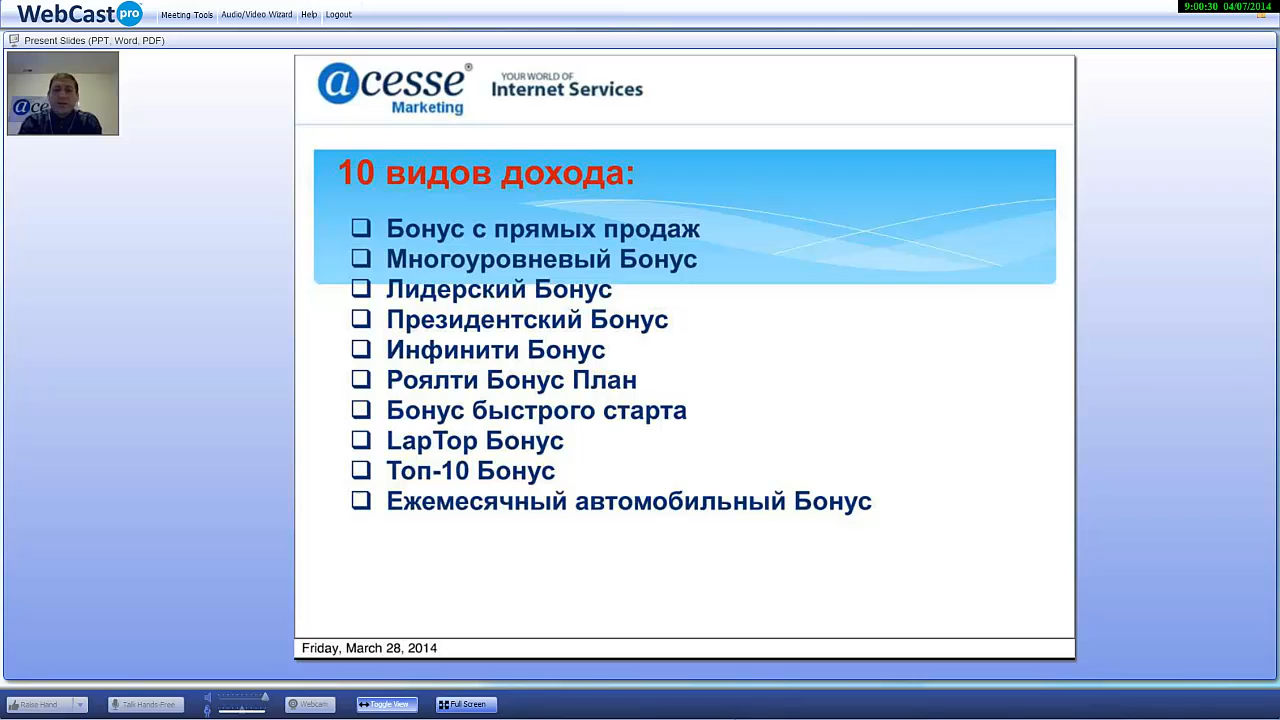 WebCast pro
Meeting Tools Audio/Video Wizard Help Logout
9:00:30 04/07/2014
Present Slides (PPT, Word, PDF)
acesse®
Marketing
YOUR WORLD OF
Internet Services
10 видов дохода:
Бонус с прямых продаж
Многоуровневый Бонус
Лидерский Бонус
Президентский Бонус
Инфинити Бонус
Роялти Бонус План
Бонус быстрого старта
LapTop Бонус
Топ-10 Бонус
Ежемесячный автомобильный Бонус
Friday, March 28, 2014
Raise Hand Talk Hands-Free Webcam Toggle View Full Screen